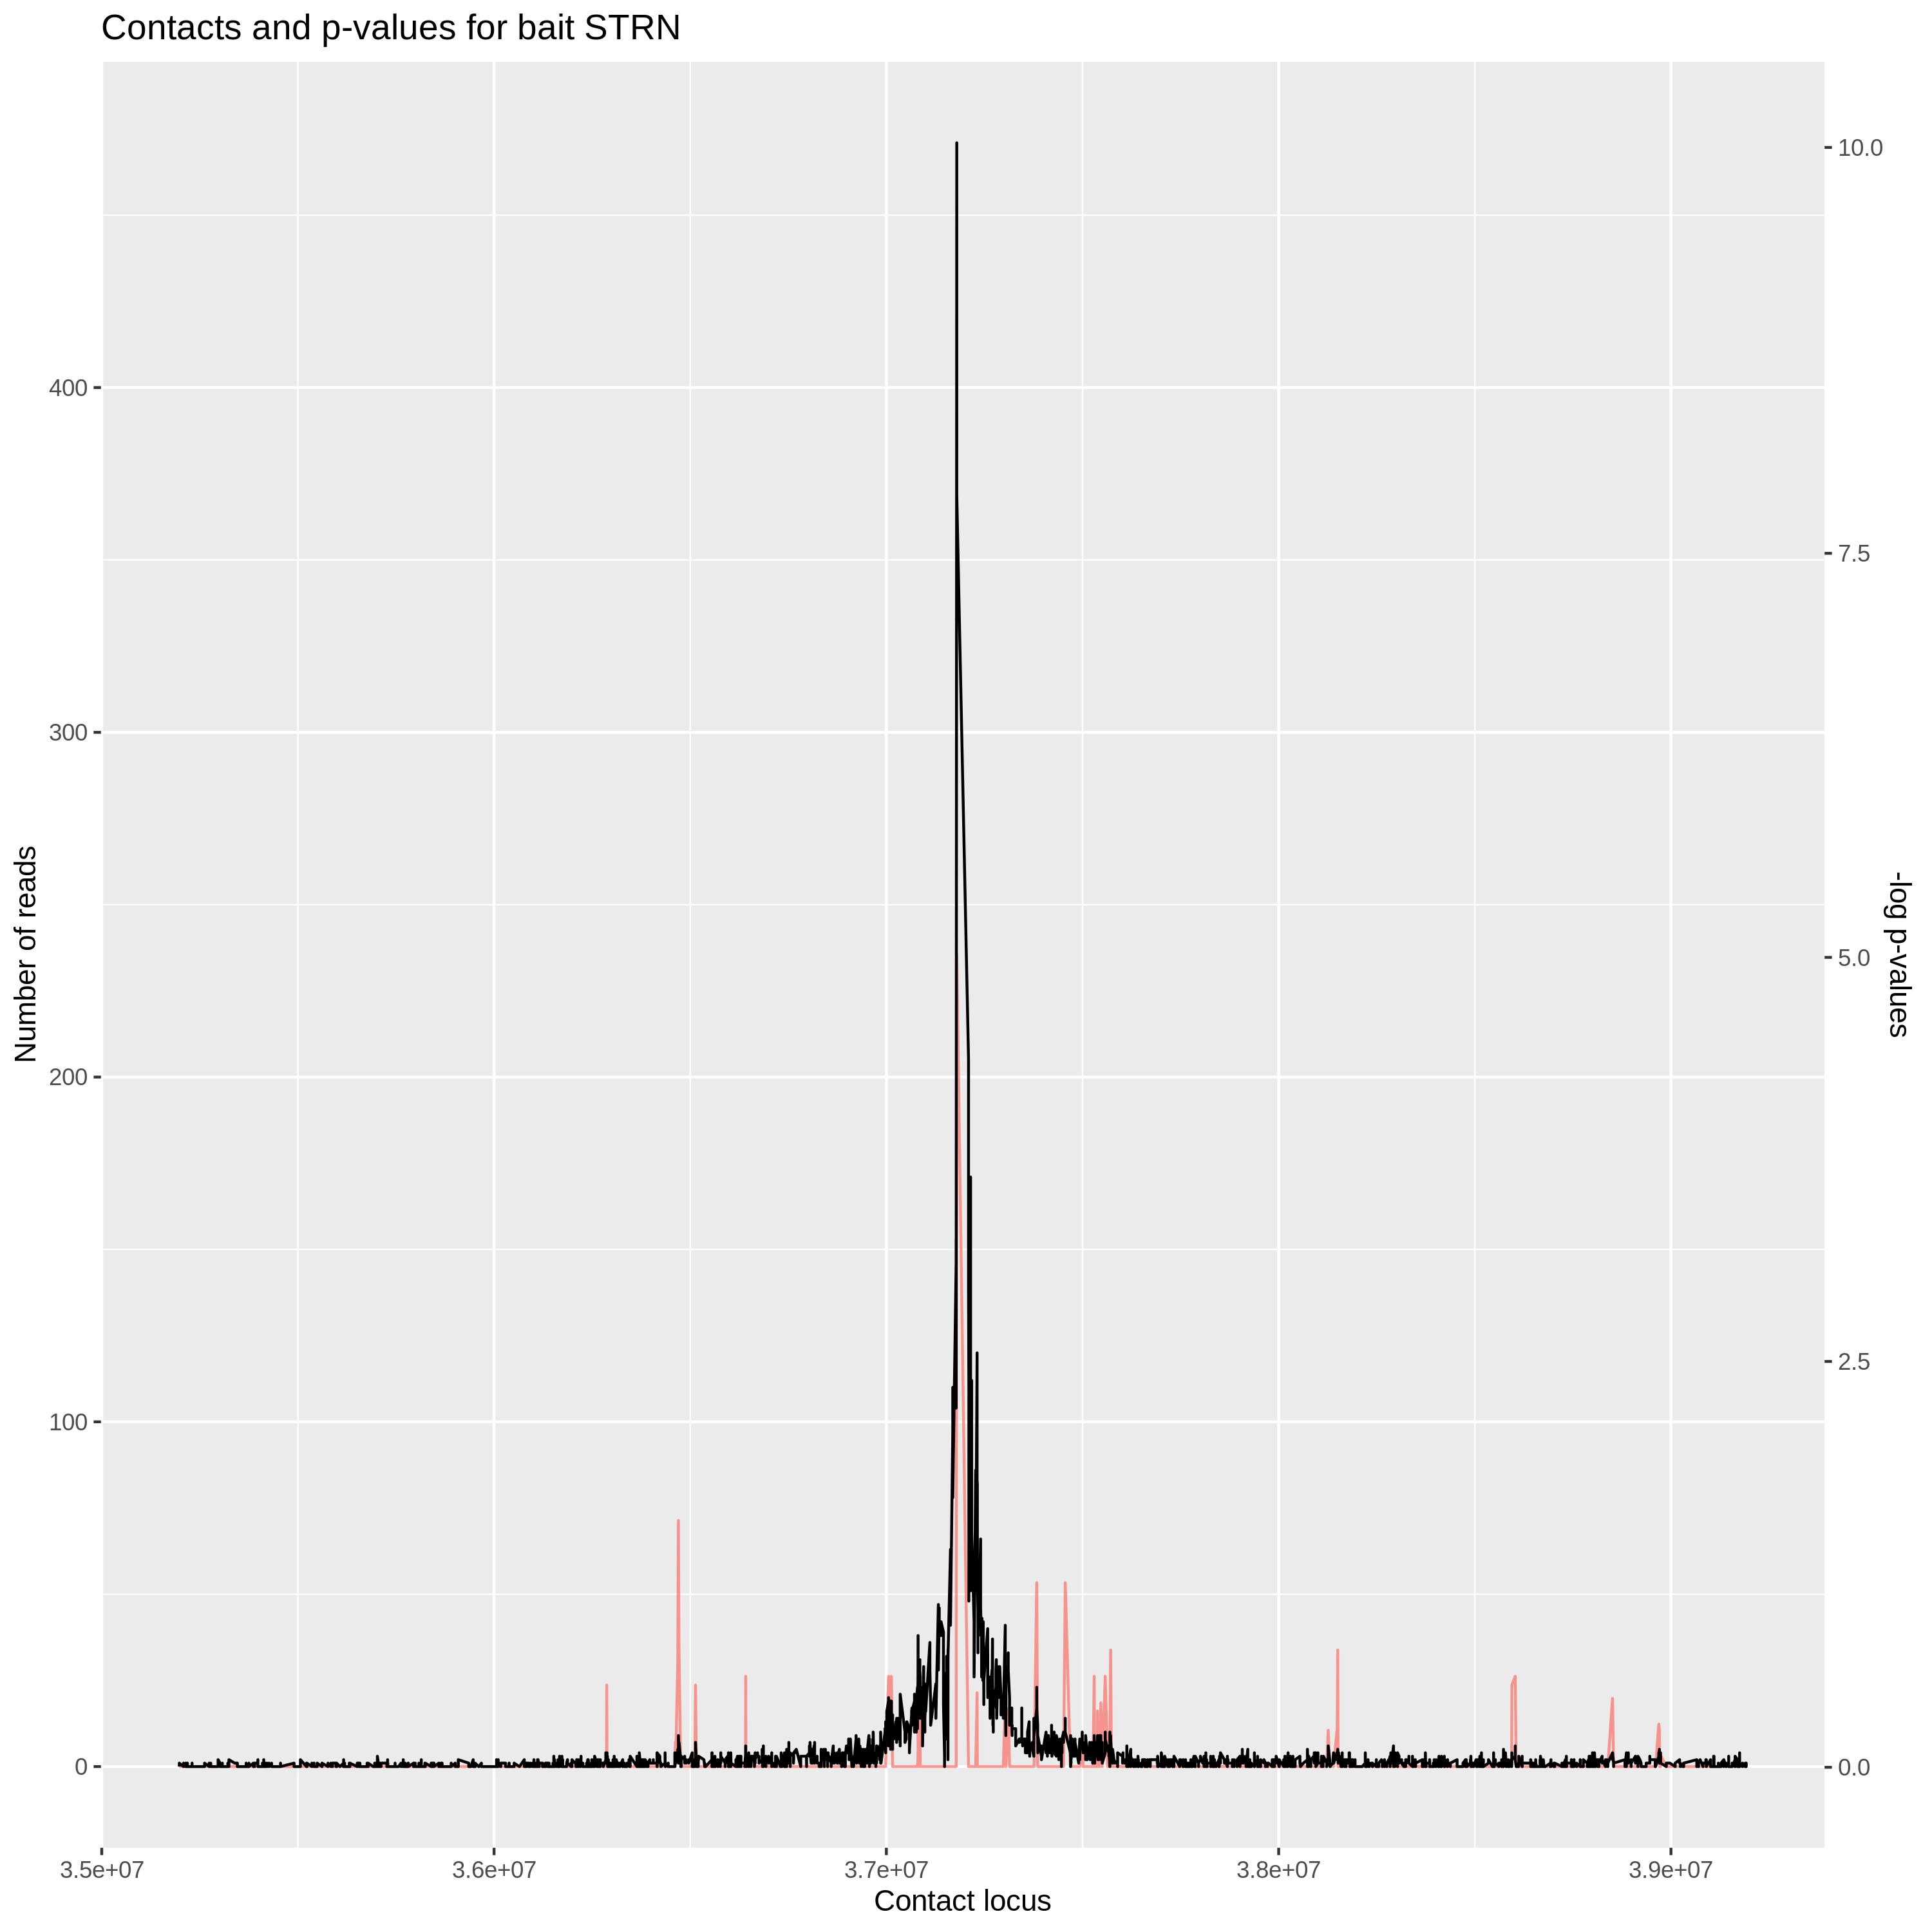 Contacts and p-values for bait STRN
Number of reads
400
300
200
100
0
10.0
7.5
5.0
2.5
0.0
-log p-values
3.5e+07
3.6e+07
3.7e+07
3.8e+07
3.9e+07
Contact locus